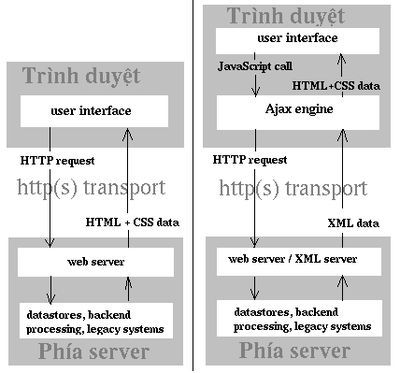 Trình duyệt
user interface
HTTP request
http(s) transport
HTML + CSS data
web server
datastores, backend
processing, legacy systems
Phía server
user interface
Trình duyệt
JavaScript call
HTML+CSS data
Ajax engine
HTTP request
http(s) transport
XML data
web server / XML server
datastores, backend
processing, legacy systems
Phía server